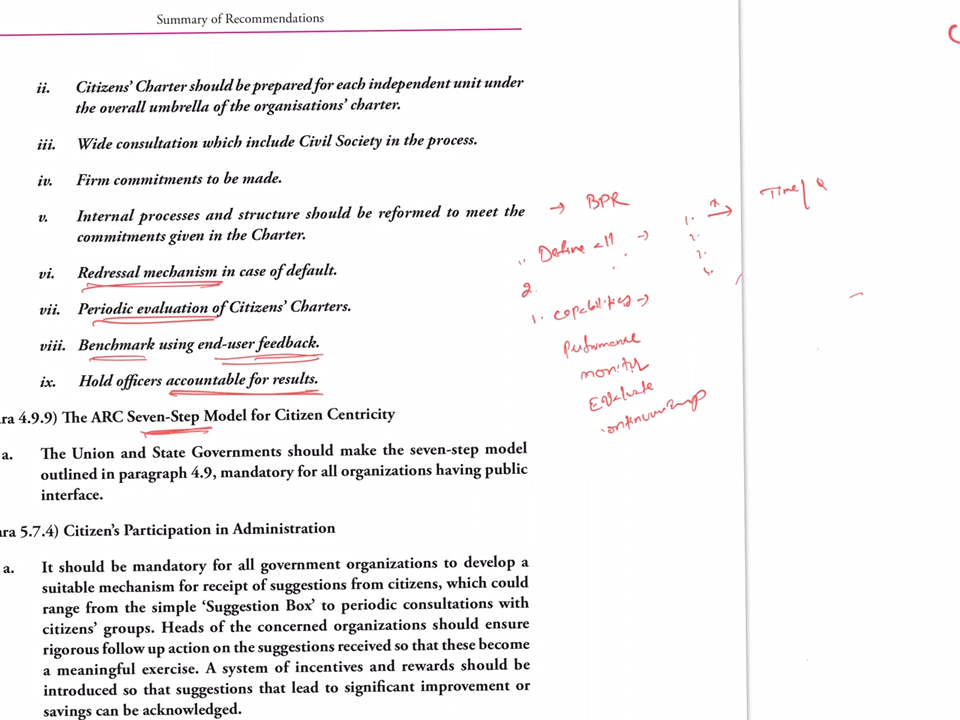 Summary of Recommendations
ii. Citizens' Charter should be prepared for each independent unit under
the overall umbrella of the organisations' charter.
iii. Wide consultation which include Civil Society in the process.
iv. Firm commitments to be made.
v. Internal processes and structure should be reformed to meet the
commitments given in the Charter.
vi. Redressal mechanism in case of default.
vii. Periodic evaluation of Citizens' Charters.
viii. Benchmark using end-user feedback.
ix. Hold officers accountable for results.
ara 4.9.9) The ARC Seven-Step Model for Citizen Centricity
a. The Union and State Governments should make the seven-step model
outlined in paragraph 4.9, mandatory for all organizations having public
interface.
ara 5.7.4) Citizen's Participation in Administration
a. It should be mandatory for all government organizations to develop a
suitable mechanism for receipt of suggestions from citizens, which could
range from the simple 'Suggestion Box' to periodic consultations with
citizens' groups. Heads of the concerned organizations should ensure
rigorous follow up action on the suggestions received so that these become
a meaningful exercise. A system of incentives and rewards should be
introduced so that suggestions that lead to significant improvement or
savings can be acknowledged.
→ BPR
Define all →
2.
1. capabilities →
Performance
monitor
Evaluate
1. →
2.
3.
4.
Time/